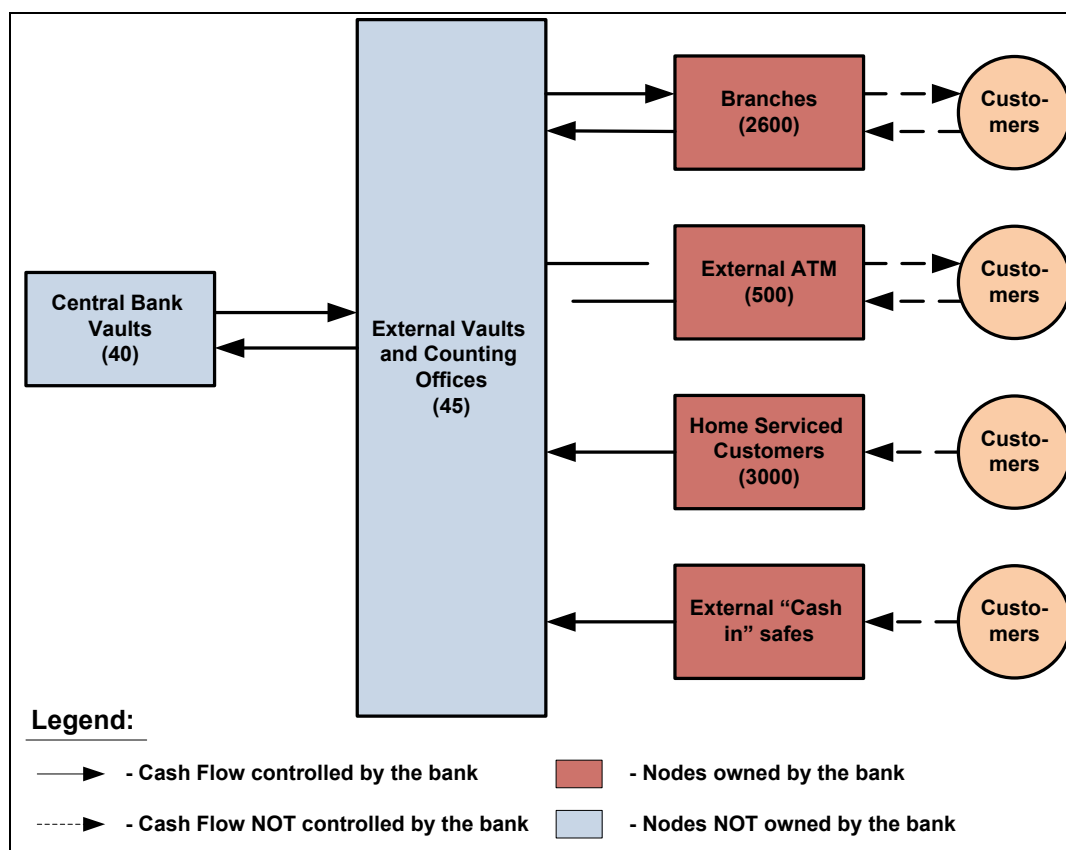 Branches
(2600)
Custo-
mers
External ATM
(500)
Custo-
mers
Central Bank
Vaults
(40)
External Vaults
and Counting
Offices
(45)
Home Serviced
Customers
(3000)
Custo-
mers
External “Cash
in” safes
Custo-
mers
Legend:
- Cash Flow controlled by the bank
- Nodes owned by the bank
- Cash Flow NOT controlled by the bank
- Nodes NOT owned by the bank